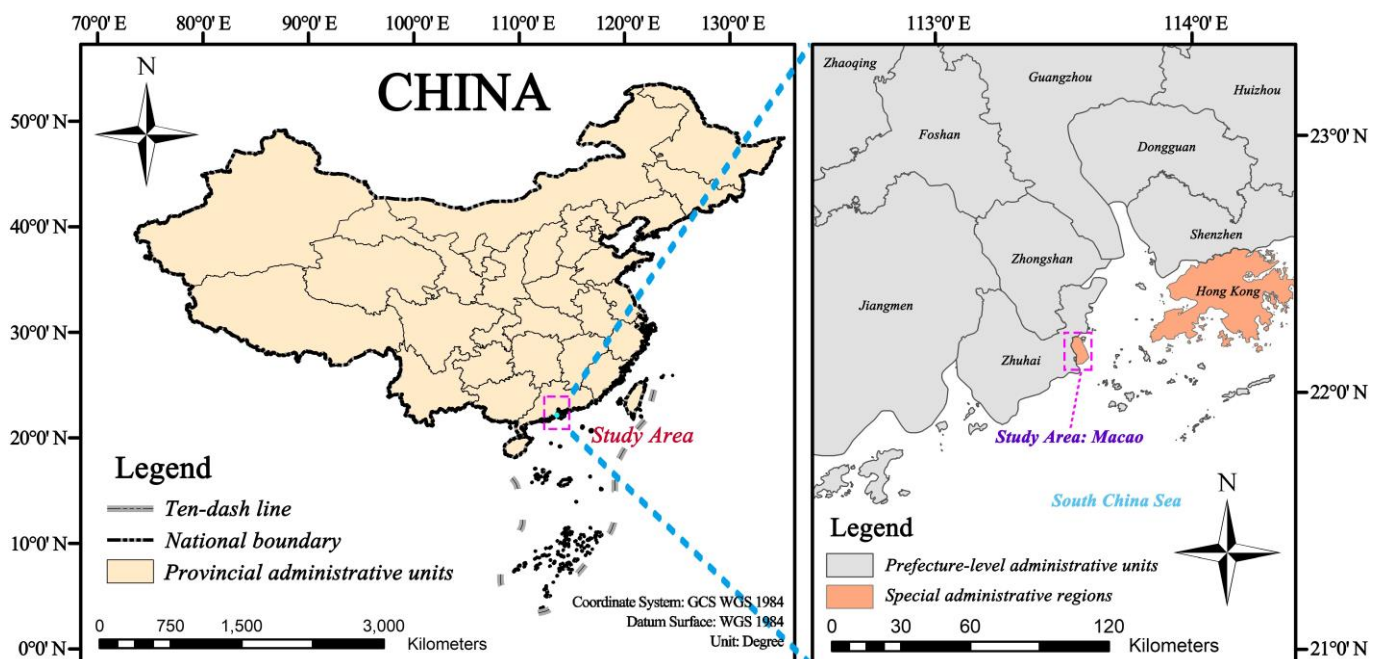 70°0' E 80°0' E 90°0' E 100°0' E 110°0' E 120°0' E 130°0' E
N
CHINA
50°0' N
40°0' N
30°0' N
20°0' N
10°0' N
0°0' N
Study Area
Legend
Ten-dash line
National boundary
Provincial administrative units
0 750 1,500 3,000 Kilometers
Coordinate System: GCS WGS 1984
Datum Surface: WGS 1984
Unit: Degree
113°0' E 114°0' E
Zhaoqing
Guangzhou
Huizhou
Foshan
Dongguan
Shenzhen
Zhongshan
Hong Kong
Jiangmen
Zhuhai
Study Area: Macao
South China Sea
23°0' N
22°0' N
21°0' N
N
Legend
Prefecture-level administrative units
Special administrative regions
0 15 30 60 120 Kilometers